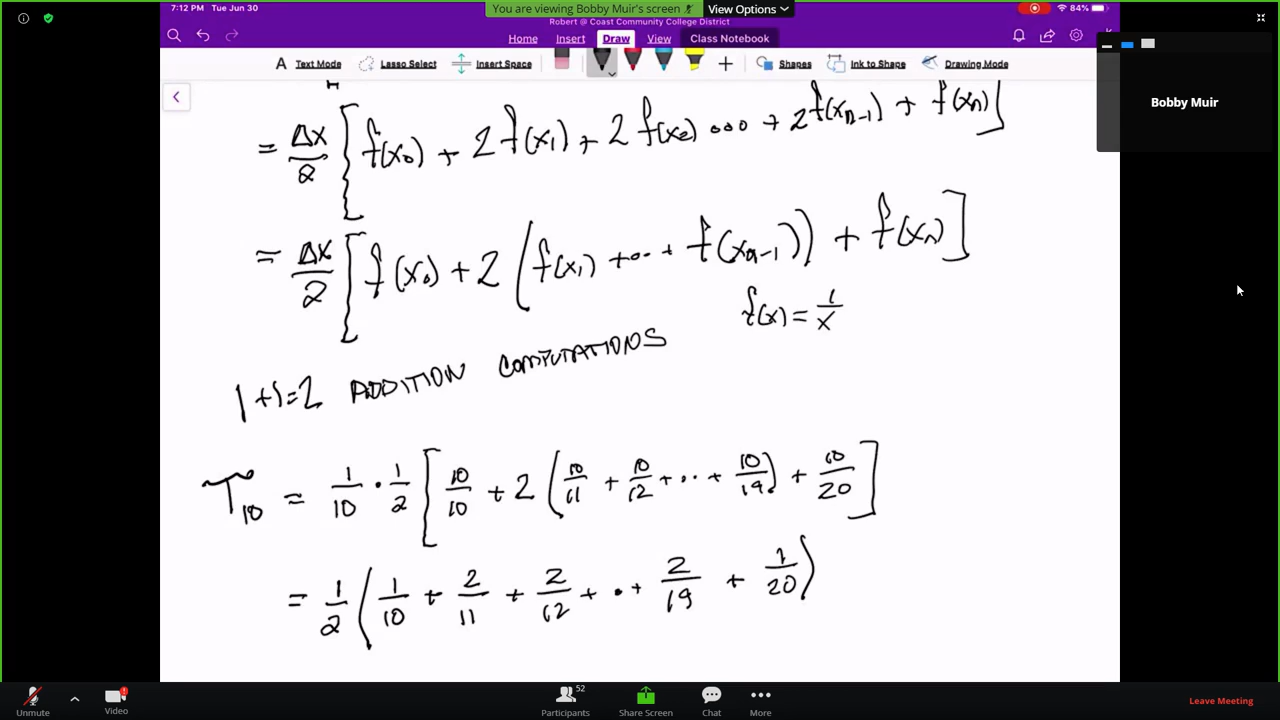 You are viewing Bobby Muir's screen View Options
7:12 PM Tue Jun 30 84%
Robert @ Coast Community College District
Home Insert Draw View Class Notebook
Text Mode Lasso Select Insert Space Shapes Ink to Shape Drawing Mode
Bobby Muir
= Δx/2 [f(x₀) + 2f(x₁) + 2f(x₂) ... + 2f(xₙ₋₁) + f(xₙ)]
= Δx/2 [f(x₀) + 2(f(x₁) + ... + f(xₙ₋₁)) + f(xₙ)]
f(x) = 1/x
1+1=2 ADDITION COMPUTATIONS
T₁₀ = 1/10 · 1/2 [10/10 + 2(10/11 + 10/12 + ... + 10/19) + 10/20]
= 1/2 (1/10 + 2/11 + 2/12 + ... + 2/19 + 1/20)
Unmute Video Participants 52 Share Screen Chat More Leave Meeting